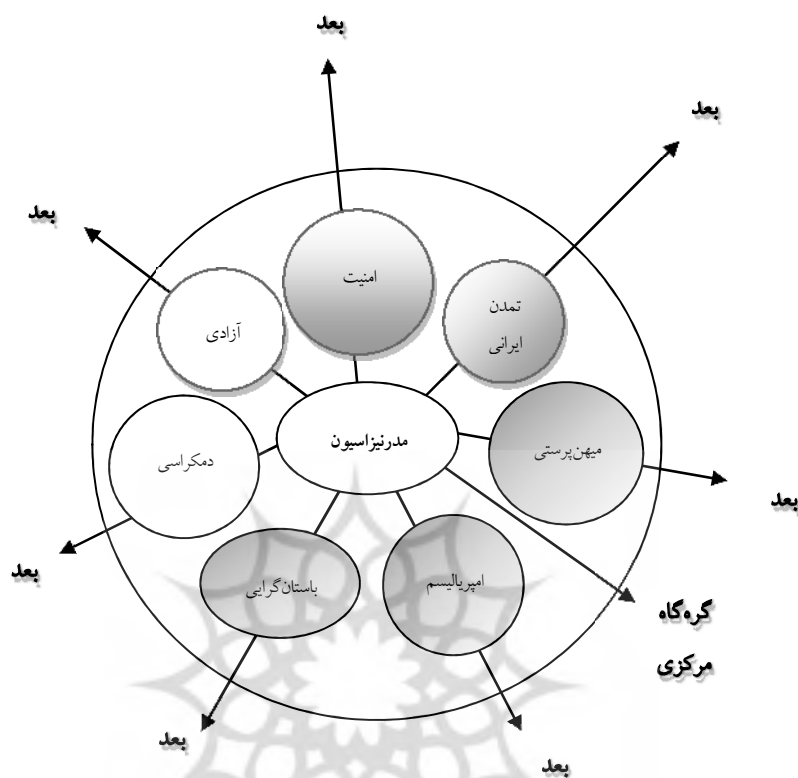 بعد
بعد
بعد
امنیت
تمدن
ایرانی
آزادی
مدرنیزاسیون
میهن‌پرستی
دمکراسی
بعد
بعد
باستان‌گرایی
امپریالیسم
گره‌گاه
مرکزی
بعد
بعد